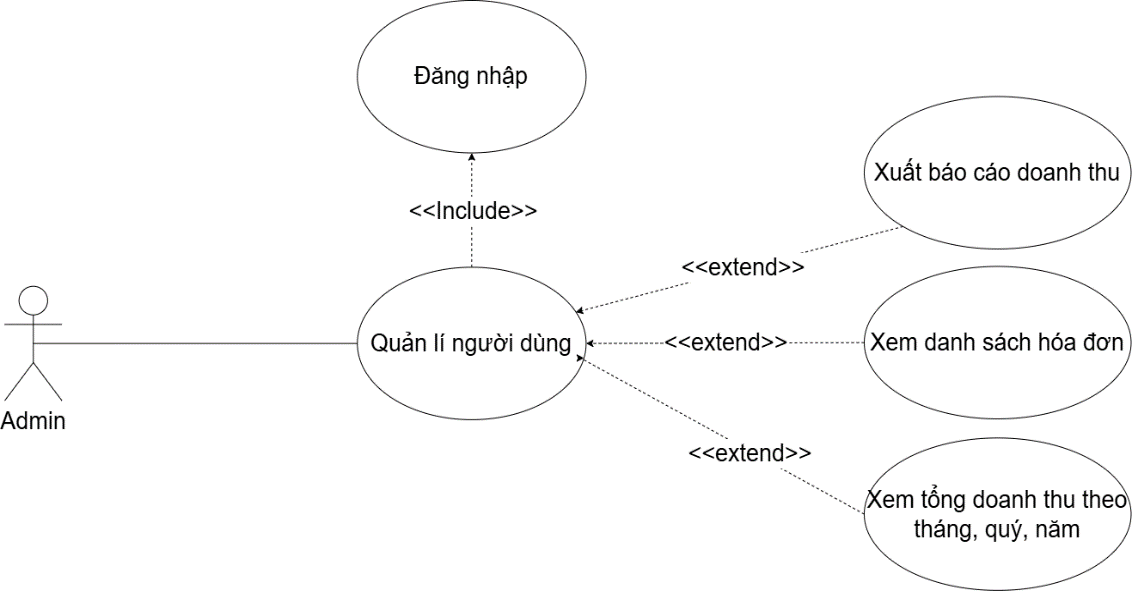 Đăng nhập
<<Include>>
Xuất báo cáo doanh thu
<<extend>>
Quản lí người dùng
<<extend>>
Xem danh sách hóa đơn
Admin
<<extend>>
Xem tổng doanh thu theo
tháng, quý, năm